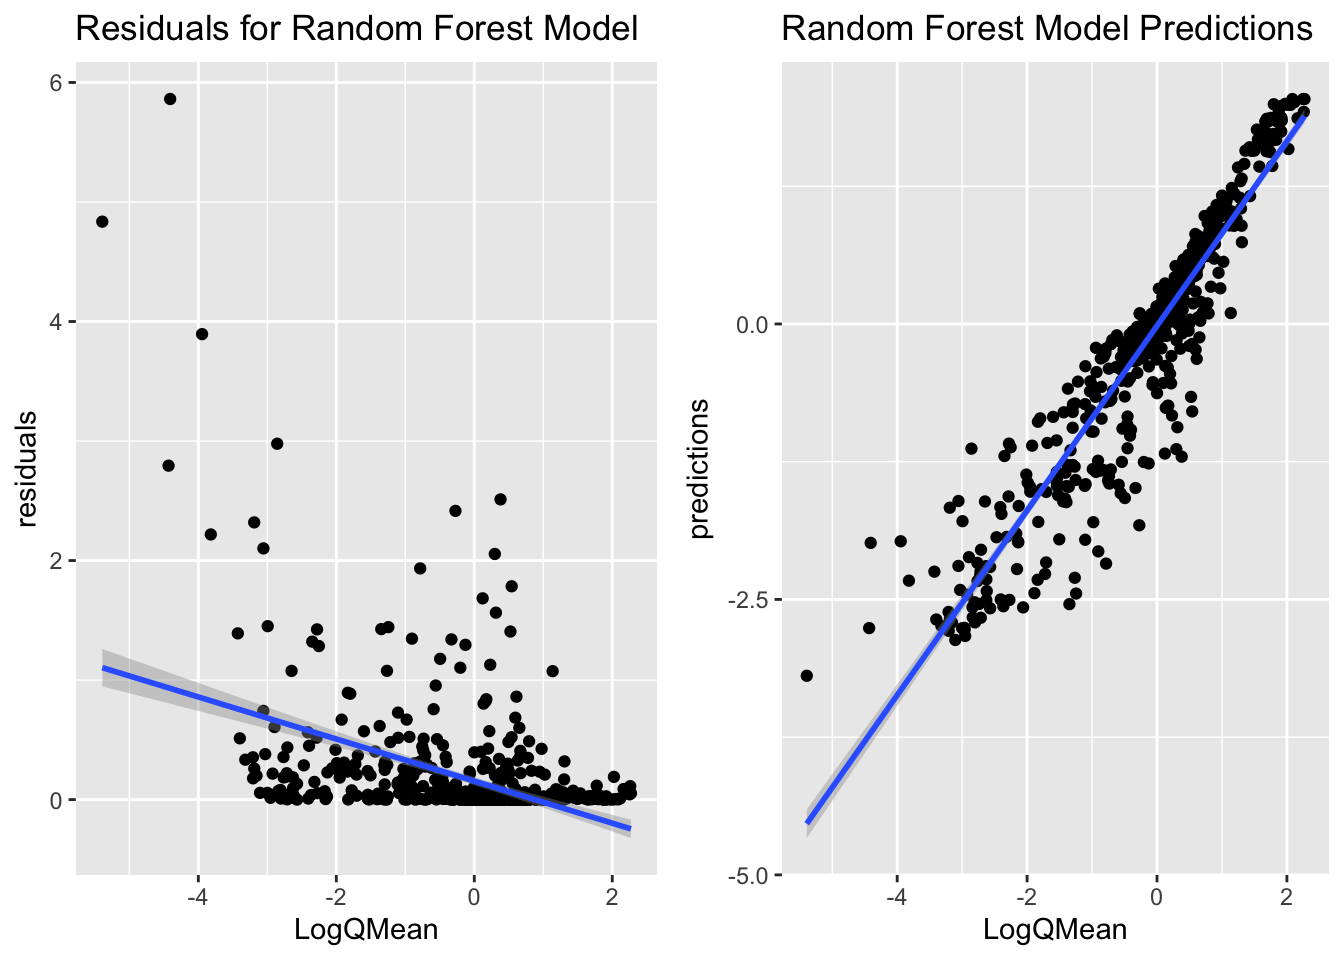 Residuals for Random Forest Model
6
4
2
0
residuals
-4
-2
0
2
LogQMean
Random Forest Model Predictions
0.0
-2.5
-5.0
predictions
-4
-2
0
2
LogQMean